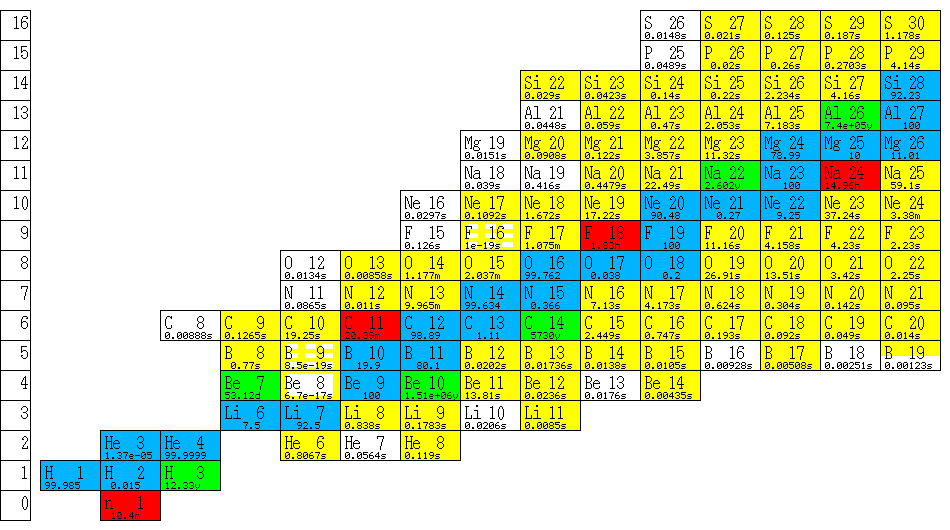 16 S 26 S 27 S 28 S 29 S 30
0.0148s 0.021s 0.125s 0.187s 1.178s
15 P 25 P 26 P 27 P 28 P 29
0.0489s 0.02s 0.26s 0.2703s 4.14s
14 Si 22 Si 23 Si 24 Si 25 Si 26 Si 27 Si 28
0.029s 0.0423s 0.14s 0.22s 2.234s 4.16s 92.23
13 Al 21 Al 22 Al 23 Al 24 Al 25 Al 26 Al 27
0.0448s 0.059s 0.47s 2.053s 7.183s 7.4e+05y 100
12 Mg 19 Mg 20 Mg 21 Mg 22 Mg 23 Mg 24 Mg 25 Mg 26
0.0151s 0.0908s 0.122s 3.857s 11.32s 78.99 10 11.01
11 Na 18 Na 19 Na 20 Na 21 Na 22 Na 23 Na 24 Na 25
0.039s 0.416s 0.4479s 22.49s 2.602y 100 14.96h 59.1s
10 Ne 16 Ne 17 Ne 18 Ne 19 Ne 20 Ne 21 Ne 22 Ne 23 Ne 24
0.0297s 0.1092s 1.672s 17.22s 90.48 0.27 9.25 37.24s 3.38m
9 F 15 F 16 F 17 F 18 F 19 F 20 F 21 F 22 F 23
0.126s 1e-19s 1.075m 1.83h 100 11.16s 4.158s 4.23s 2.23s
8 O 12 O 13 O 14 O 15 O 16 O 17 O 18 O 19 O 20 O 21 O 22
0.0134s 0.00858s 1.177m 2.037m 99.762 0.038 0.2 26.91s 13.51s 3.42s 2.25s
7 N 11 N 12 N 13 N 14 N 15 N 16 N 17 N 18 N 19 N 20 N 21
0.0865s 0.011s 9.965m 99.634 0.366 7.13s 4.173s 0.624s 0.304s 0.142s 0.095s
6 C 8 C 9 C 10 C 11 C 12 C 13 C 14 C 15 C 16 C 17 C 18 C 19 C 20
0.00888s 0.1265s 19.25s 20.39m 98.89 1.11 5730y 2.449s 0.747s 0.193s 0.092s 0.049s 0.014s
5 B 8 B 9 B 10 B 11 B 12 B 13 B 14 B 15 B 16 B 17 B 18 B 19
0.77s 8.5e-19s 19.9 80.1 0.0202s 0.01736s 0.0138s 0.0105s 0.00928s 0.00508s 0.00251s 0.00123s
4 Be 7 Be 8 Be 9 Be 10 Be 11 Be 12 Be 13 Be 14
53.12d 6.7e-17s 100 1.51e+06y 13.81s 0.0236s 0.0176s 0.00435s
3 Li 6 Li 7 Li 8 Li 9 Li 10 Li 11
7.5 92.5 0.838s 0.1783s 0.0206s 0.0085s
2 He 3 He 4 He 6 He 7 He 8
1.37e-05 99.9999 0.8067s 0.0564s 0.119s
1 H 1 H 2 H 3
99.985 0.015 12.33y
0 n 1
10.4m